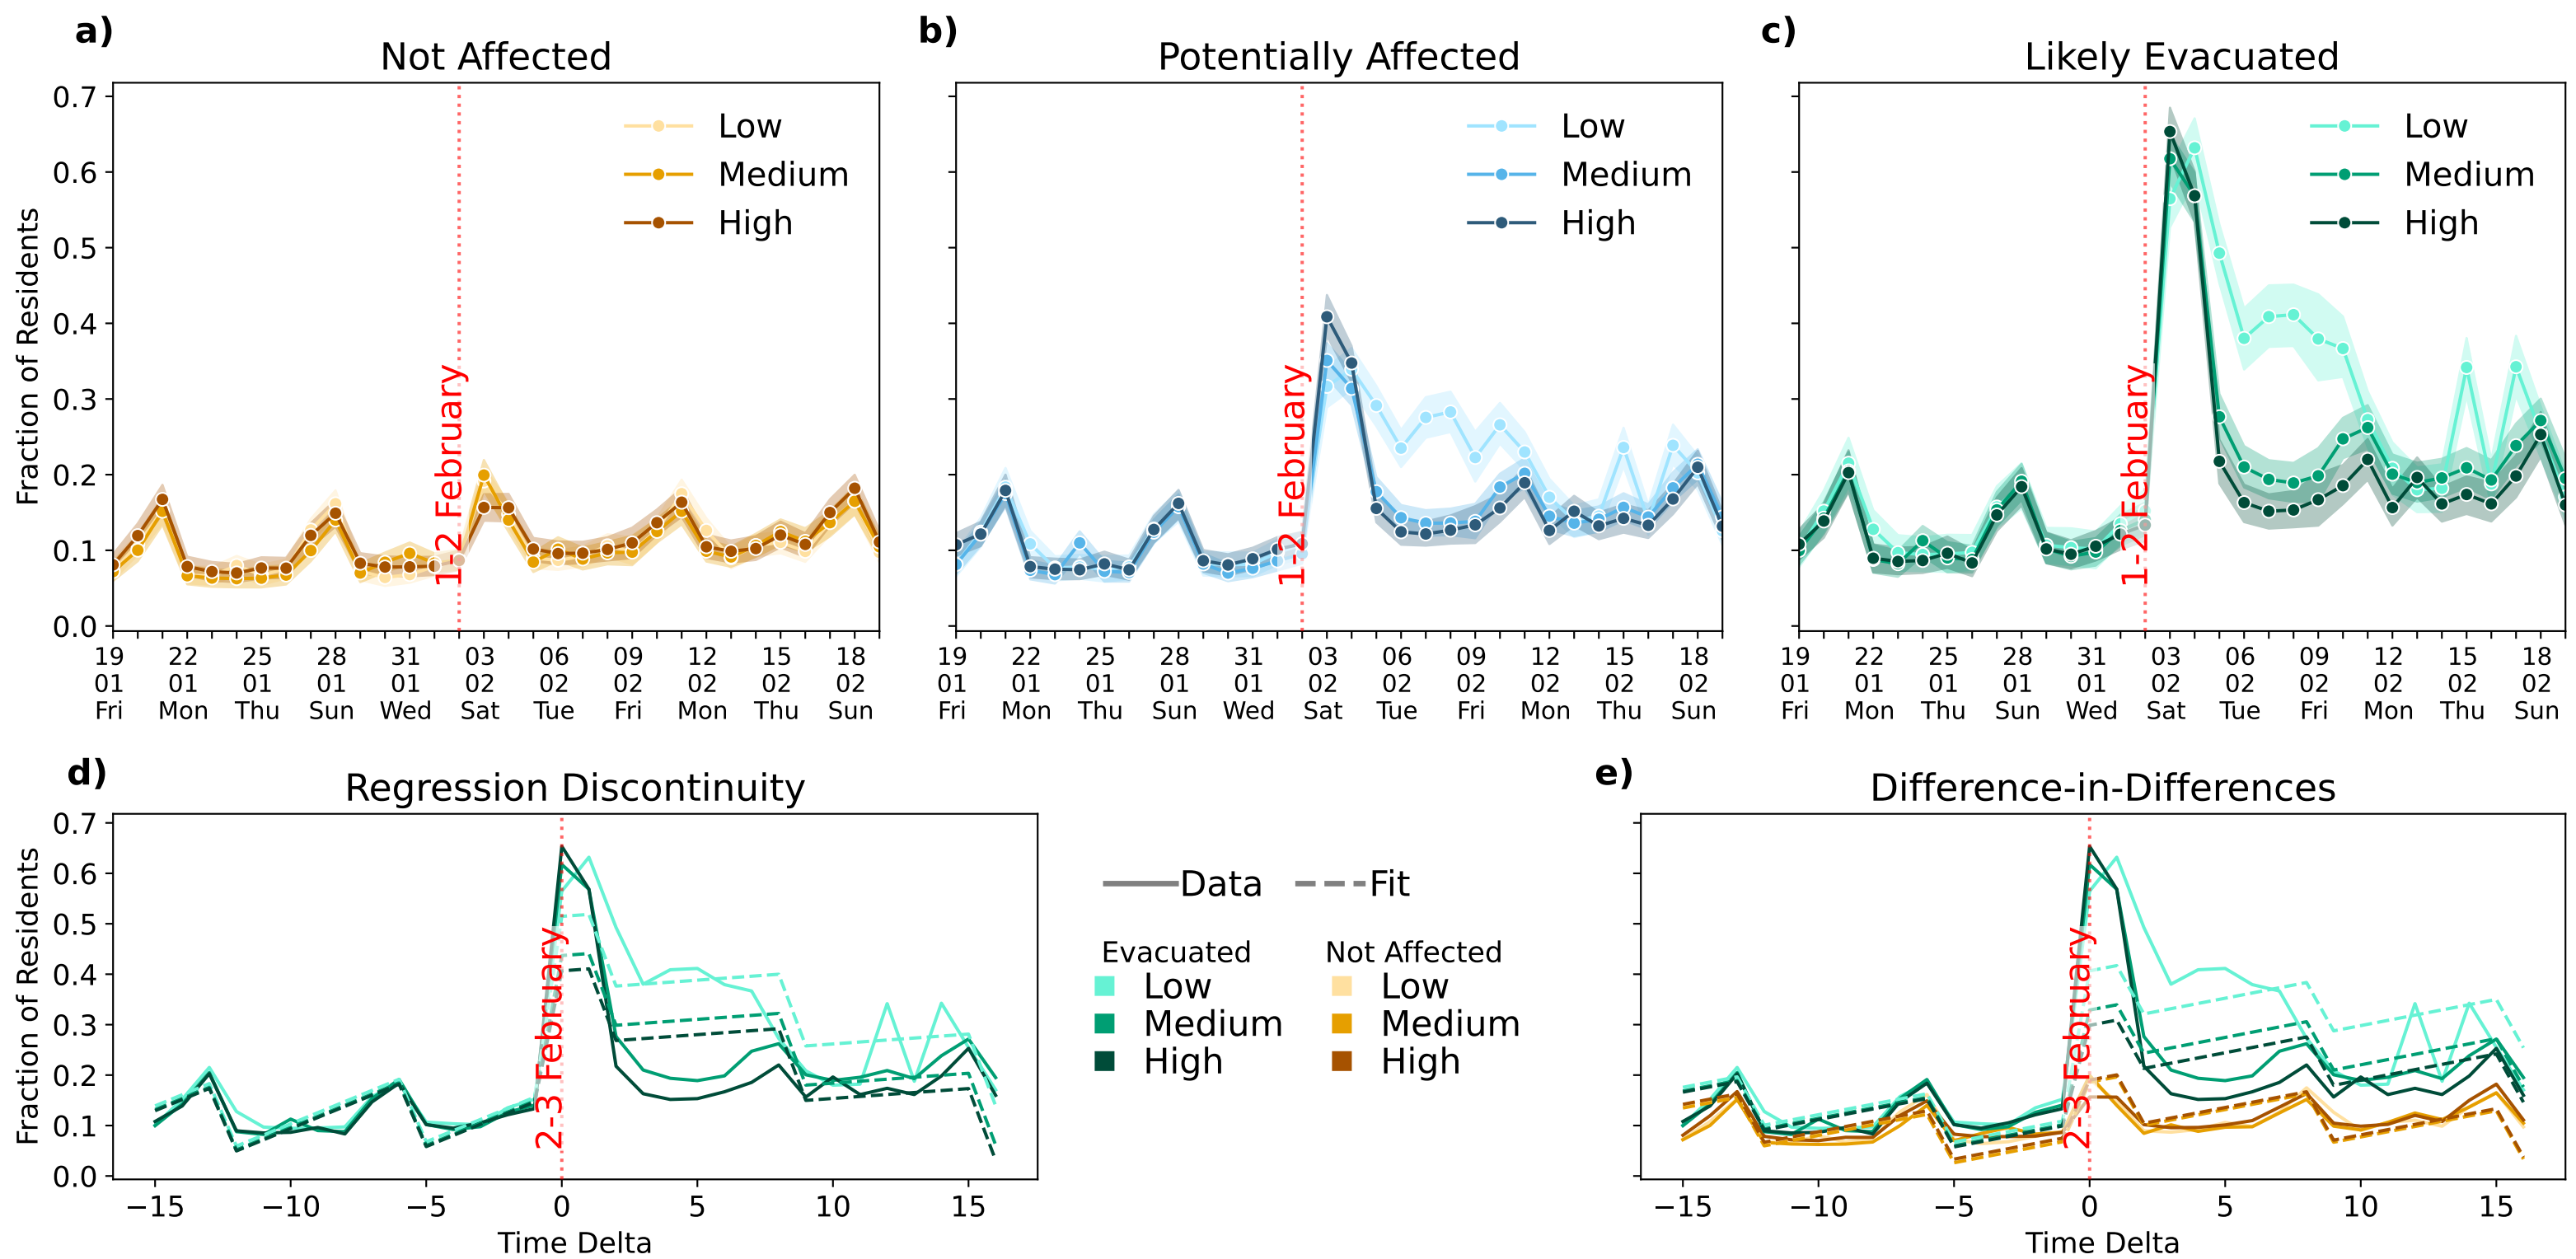 a)
Not Affected
Fraction of Residents
0.7
0.6
0.5
0.4
0.3
0.2
0.1
0.0
Low
Medium
High
1-2 February
19 22 25 28 31 03 06 09 12 15 18
01 01 01 01 01 02 02 02 02 02 02
Fri Mon Thu Sun Wed Sat Tue Fri Mon Thu Sun
b)
Potentially Affected
Low
Medium
High
1-2 February
19 22 25 28 31 03 06 09 12 15 18
01 01 01 01 01 02 02 02 02 02 02
Fri Mon Thu Sun Wed Sat Tue Fri Mon Thu Sun
c)
Likely Evacuated
Low
Medium
High
1-2 February
19 22 25 28 31 03 06 09 12 15 18
01 01 01 01 01 02 02 02 02 02 02
Fri Mon Thu Sun Wed Sat Tue Fri Mon Thu Sun
d)
Regression Discontinuity
Fraction of Residents
0.7
0.6
0.5
0.4
0.3
0.2
0.1
0.0
2-3 February
−15 −10 −5 0 5 10 15
Time Delta
Data Fit
Evacuated Not Affected
Low Low
Medium Medium
High High
e)
Difference-in-Differences
2-3 February
−15 −10 −5 0 5 10 15
Time Delta